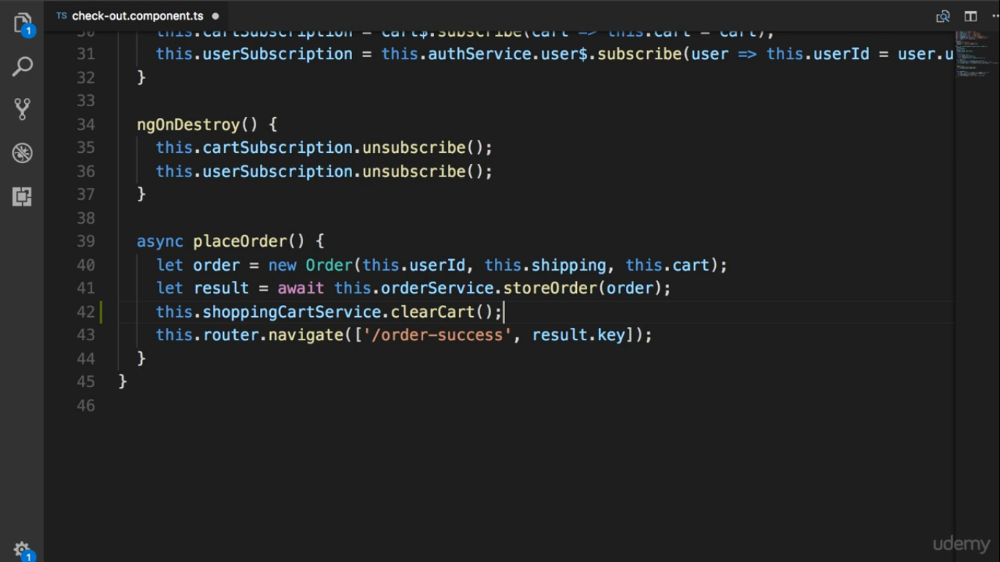 TS check-out.component.ts
1
30 this.cartSubscription = cart$.subscribe(cart => this.cart = cart);
31 this.userSubscription = this.authService.user$.subscribe(user => this.userId = user.u
32 }
33
34 ngOnDestroy() {
35 this.cartSubscription.unsubscribe();
36 this.userSubscription.unsubscribe();
37 }
38
39 async placeOrder() {
40 let order = new Order(this.userId, this.shipping, this.cart);
41 let result = await this.orderService.storeOrder(order);
42 this.shoppingCartService.clearCart();
43 this.router.navigate(['/order-success', result.key]);
44 }
45 }
46
1
udemy